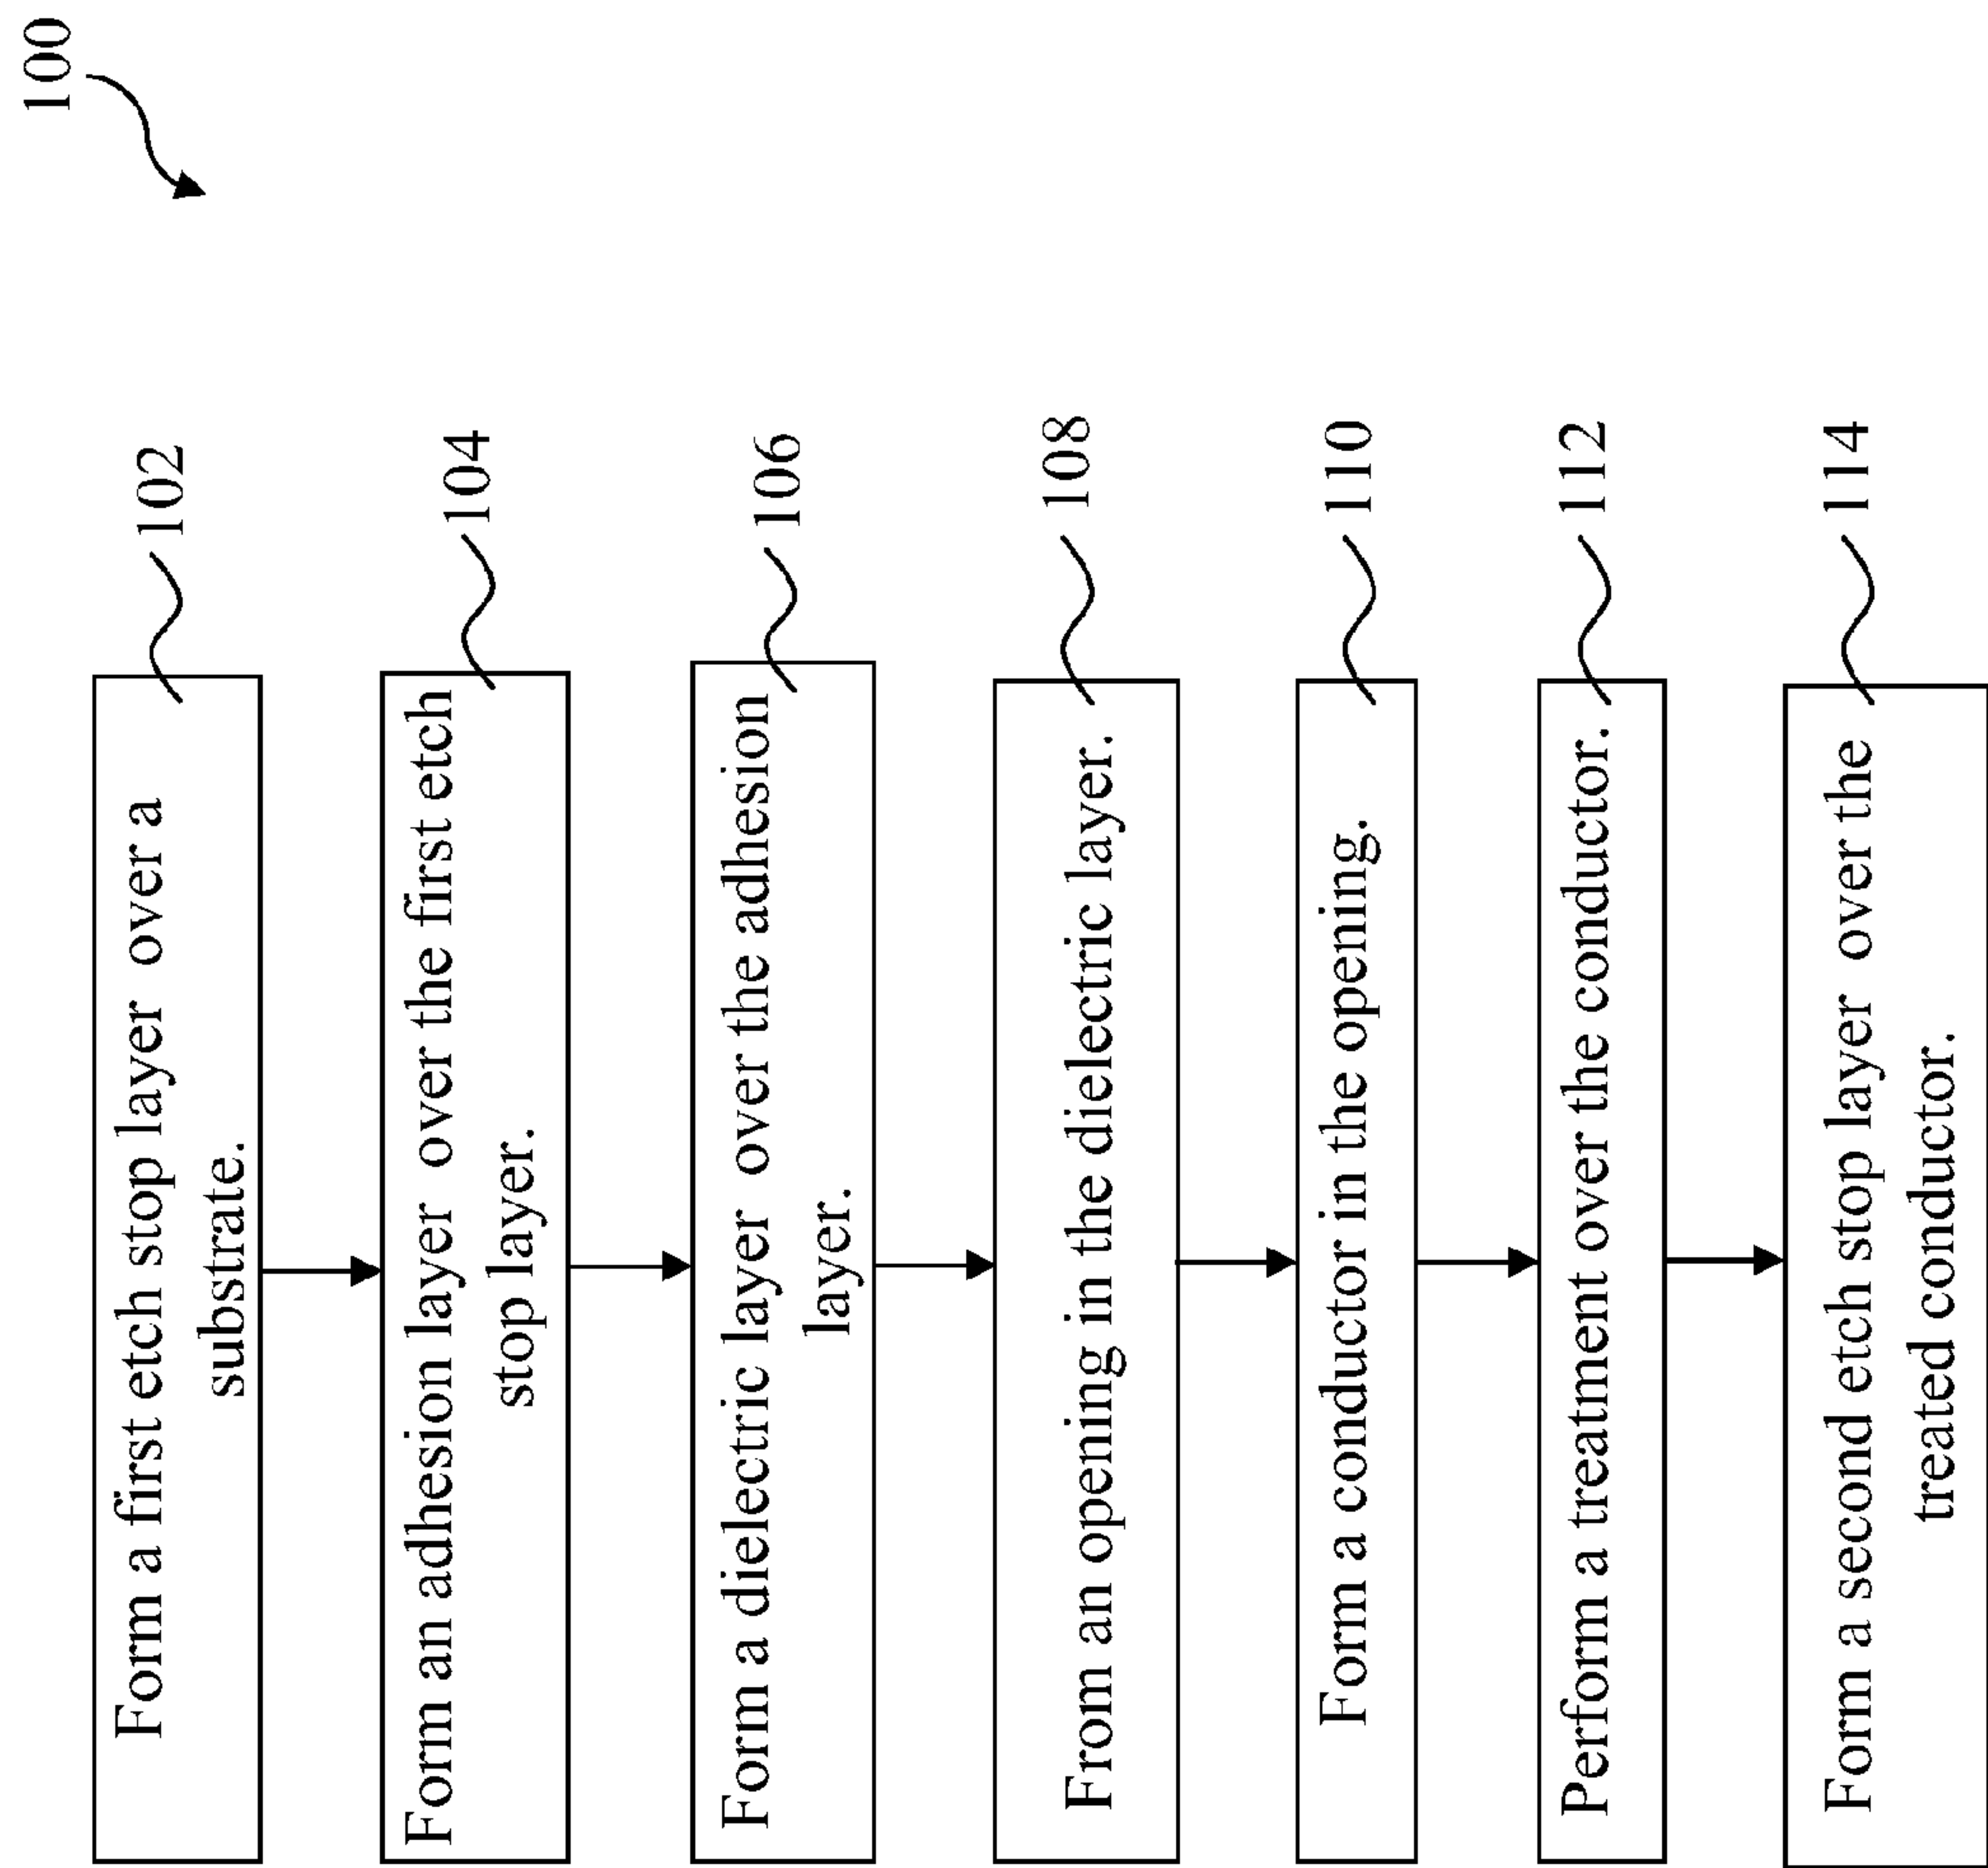 100
Form a first etch stop layer over a
substrate.
102
Form an adhesion layer over the first etch
stop layer.
104
Form a dielectric layer over the adhesion
layer.
106
From an opening in the dielectric layer.
108
Form a conductor in the opening.
110
Perform a treatment over the conductor.
112
Form a second etch stop layer over the
treated conductor.
114